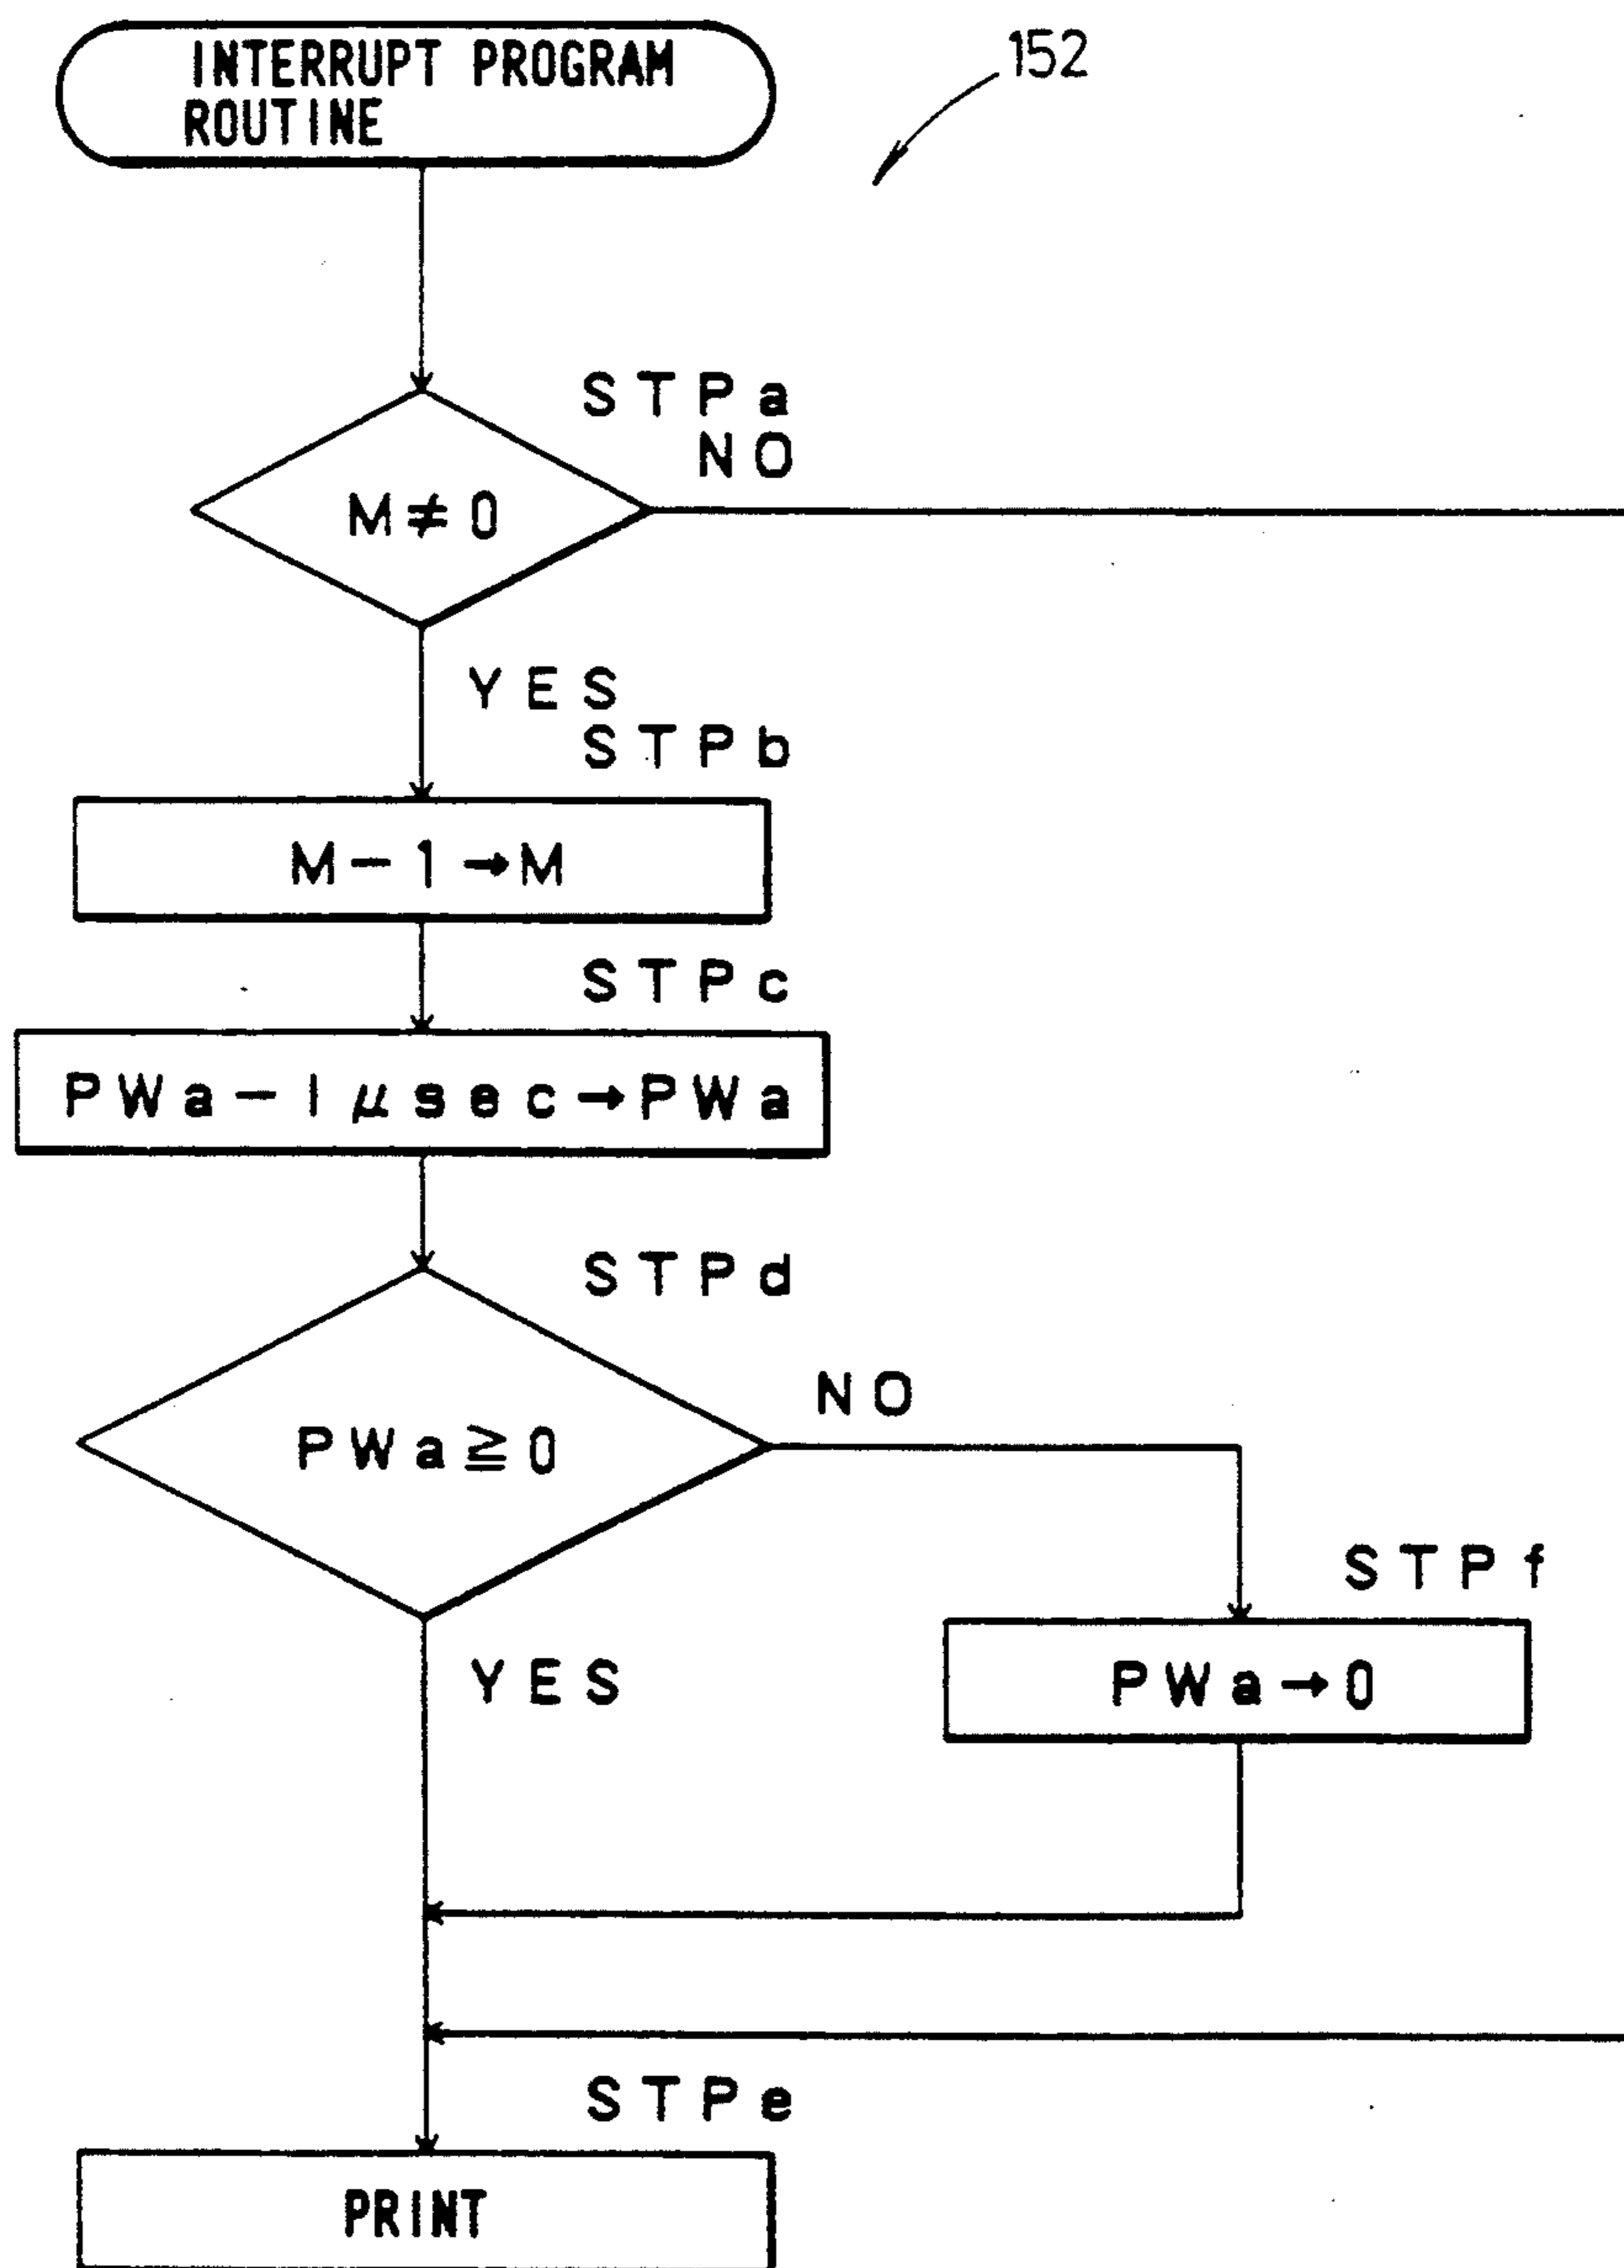 INTERRUPT PROGRAM
ROUTINE
152
STPa
NO
M≠0
YES
STPb
M-1→M
STPc
PWa-1μsec→PWa
STPd
NO
PWa≧0
STPf
YES
PWa→0
STPe
PRINT